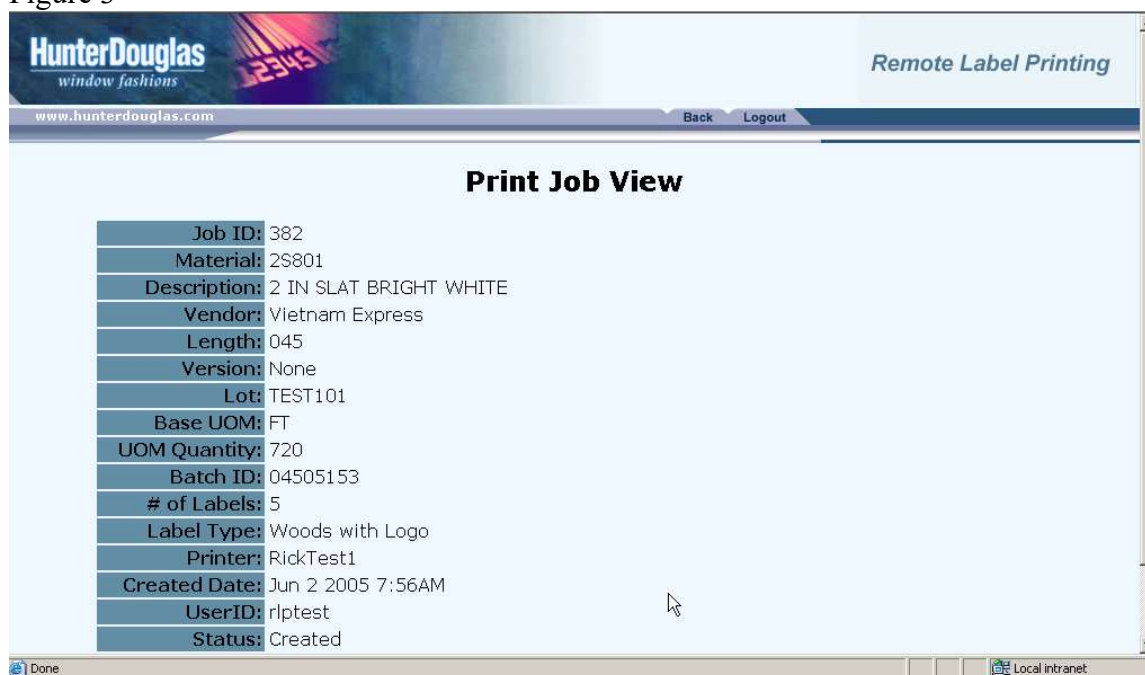 HunterDouglas
window fashions
12345
Remote Label Printing
www.hunterdouglas.com
Back Logout
Print Job View
Job ID: 382
Material: 2S801
Description: 2 IN SLAT BRIGHT WHITE
Vendor: Vietnam Express
Length: 045
Version: None
Lot: TEST101
Base UOM: FT
UOM Quantity: 720
Batch ID: 04505153
# of Labels: 5
Label Type: Woods with Logo
Printer: RickTest1
Created Date: Jun 2 2005 7:56AM
UserID: rlptest
Status: Created
Done
Local intranet